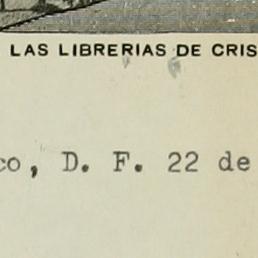 LAS LIBRERIAS DE CRIS
co, D. F. 22 de